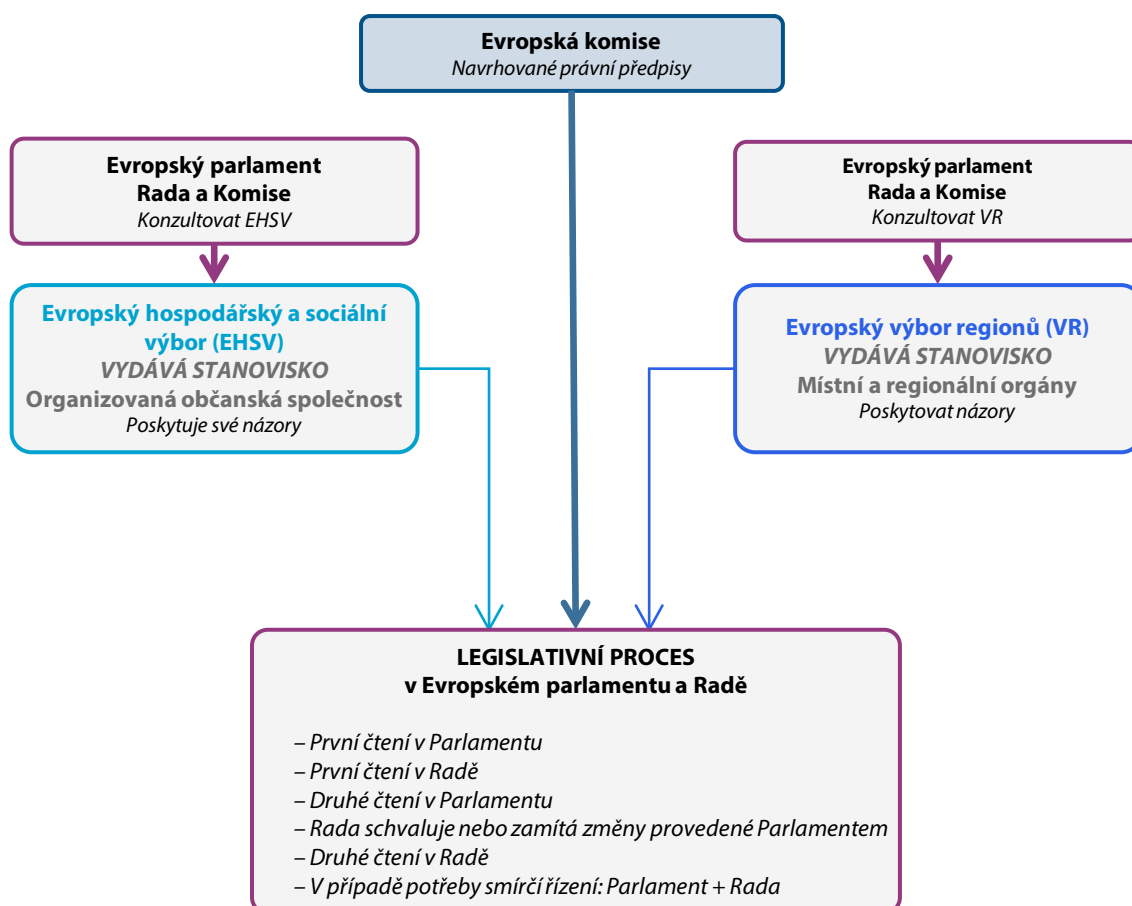 Evropská komise
Navrhované právní předpisy
Evropský parlament
Rada a Komise
Konzultovat EHSV
Evropský parlament
Rada a Komise
Konzultovat VR
Evropský hospodářský a sociální
výbor (EHSV)
VYDÁVÁ STANOVISKO
Organizovaná občanská společnost
Poskytuje své názory
Evropský výbor regionů (VR)
VYDÁVÁ STANOVISKO
Místní a regionální orgány
Poskytovat názory
LEGISLATIVNÍ PROCES
v Evropském parlamentu a Radě
– První čtení v Parlamentu
– První čtení v Radě
– Druhé čtení v Parlamentu
– Rada schvaluje nebo zamítá změny provedené Parlamentem
– Druhé čtení v Radě
– V případě potřeby smírčí řízení: Parlament + Rada